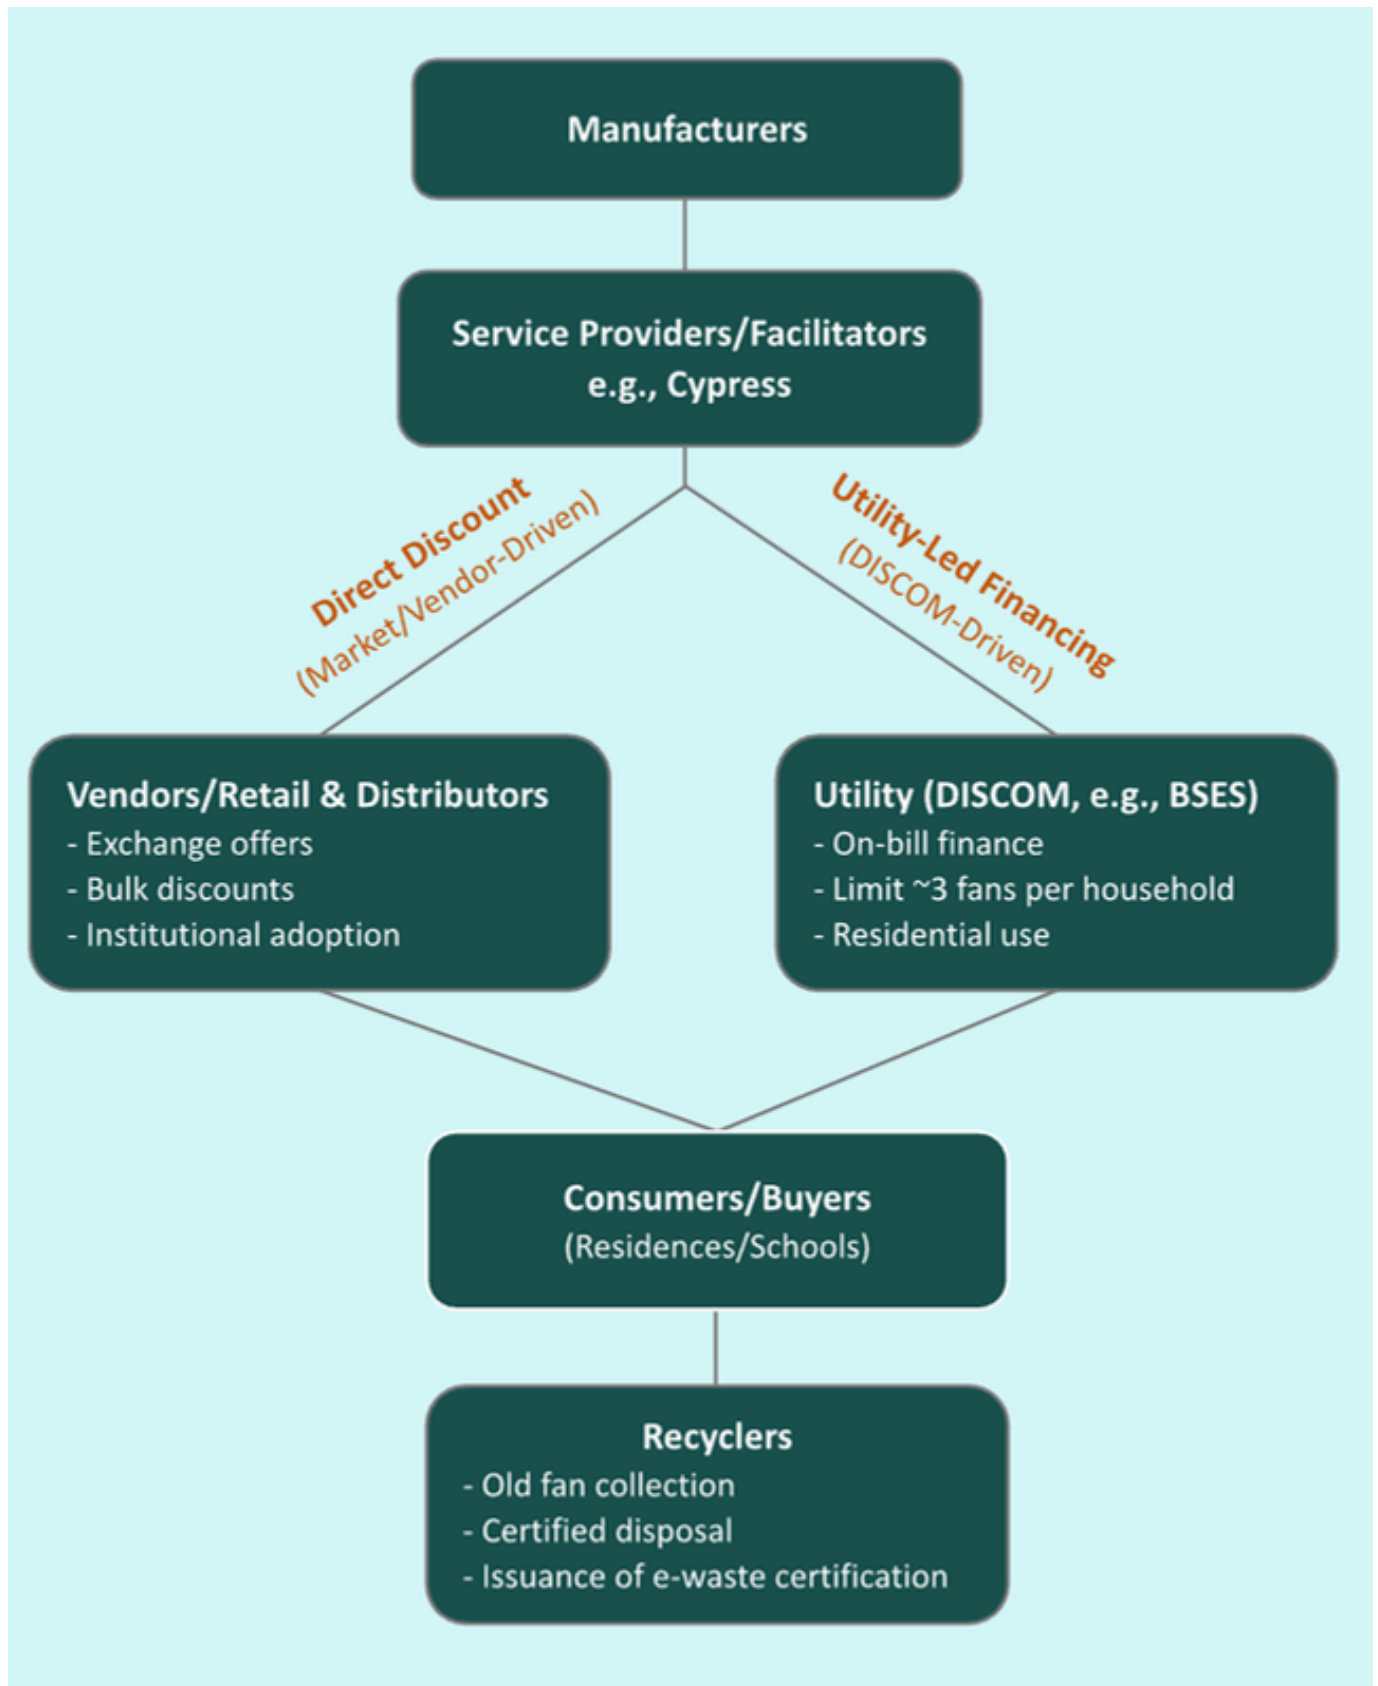 Manufacturers
Service Providers/Facilitators
e.g., Cypress
Direct Discount
(Market/Vendor-Driven)
Utility-Led Financing
(DISCOM-Driven)
Vendors/Retail & Distributors
- Exchange offers
- Bulk discounts
- Institutional adoption
Utility (DISCOM, e.g., BSES)
- On-bill finance
- Limit ~3 fans per household
- Residential use
Consumers/Buyers
(Residences/Schools)
Recyclers
- Old fan collection
- Certified disposal
- Issuance of e-waste certification